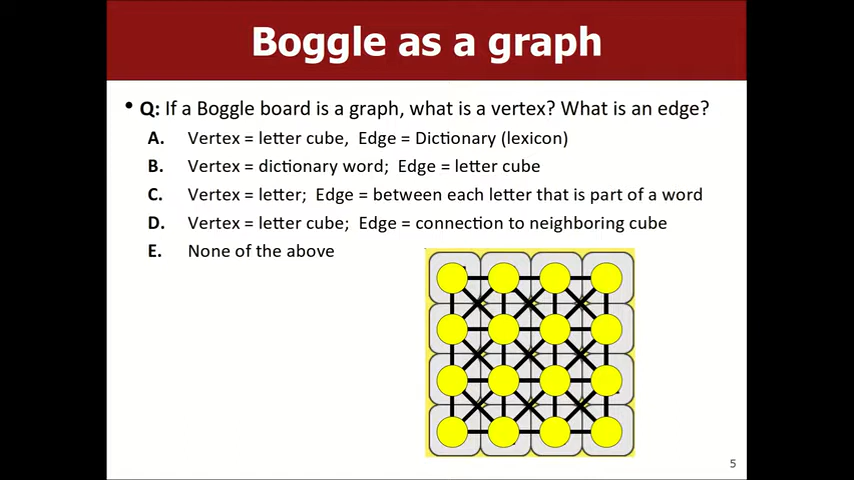 Boggle as a graph
• Q: If a Boggle board is a graph, what is a vertex? What is an edge?
A. Vertex = letter cube, Edge = Dictionary (lexicon)
B. Vertex = dictionary word; Edge = letter cube
C. Vertex = letter; Edge = between each letter that is part of a word
D. Vertex = letter cube; Edge = connection to neighboring cube
E. None of the above
5